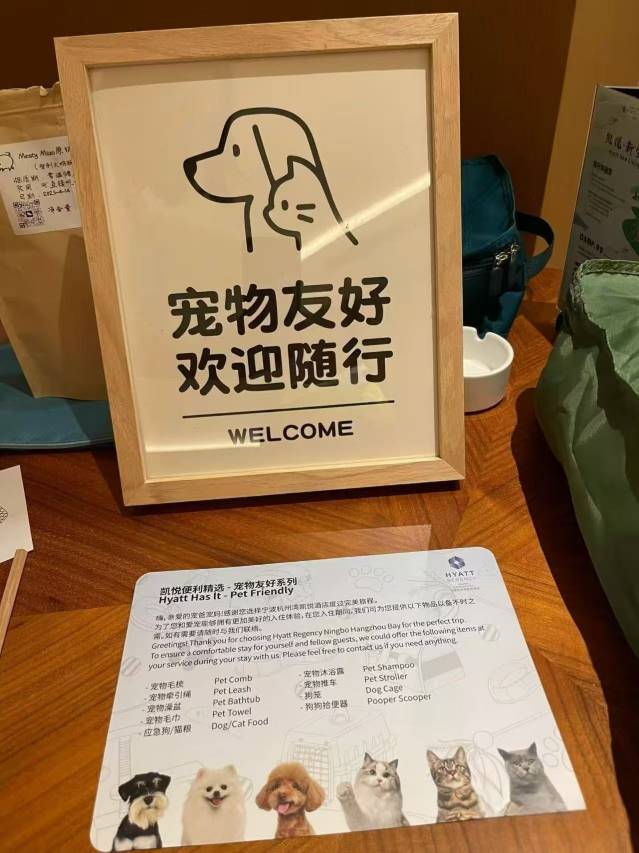 宠物友好
欢迎随行
WELCOME
凯悦便利精选 - 宠物友好系列
Hyatt Has It - Pet Friendly
HYATT
REGENCY
嗨，亲爱的宠爸宠妈！感谢您选择宁波杭州湾凯悦酒店度过完美旅程。
为了您和爱宠能够拥有更加美好的入住体验，在您入住期间，我们可为您提供以下物品以备不时之
需。如有需要请随时与我们联络。
Greetings! Thank you for choosing Hyatt Regency Ningbo Hangzhou Bay for the perfect trip.
To ensure a comfortable stay for yourself and fellow guests, we could offer the following items at
your service during your stay with us. Please feel free to contact us if you need anything.
- 宠物毛梳 Pet Comb - 宠物沐浴露 Pet Shampoo
- 宠物牵引绳 Pet Leash - 宠物推车 Pet Stroller
- 宠物澡盆 Pet Bathtub - 狗笼 Dog Cage
- 宠物毛巾 Pet Towel - 狗狗拾便器 Pooper Scooper
- 应急狗/猫粮 Dog/Cat Food
Meaty Miao
净含量